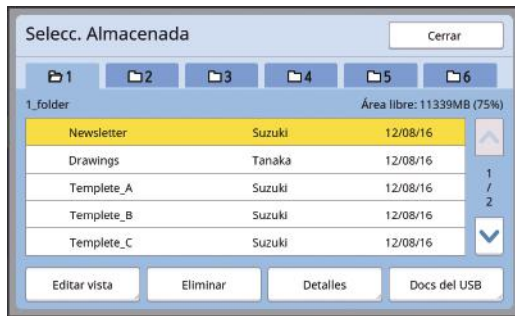 Selecc. Almacenada
Cerrar
1 2 3 4 5 6
1_folder Área libre: 11339MB (75%)
Newsletter Suzuki 12/08/16
Drawings Tanaka 12/08/16
Templete_A Suzuki 12/08/16
Templete_B Suzuki 12/08/16
Templete_C Suzuki 12/08/16
1
/
2
Editar vista Eliminar Detalles Docs del USB